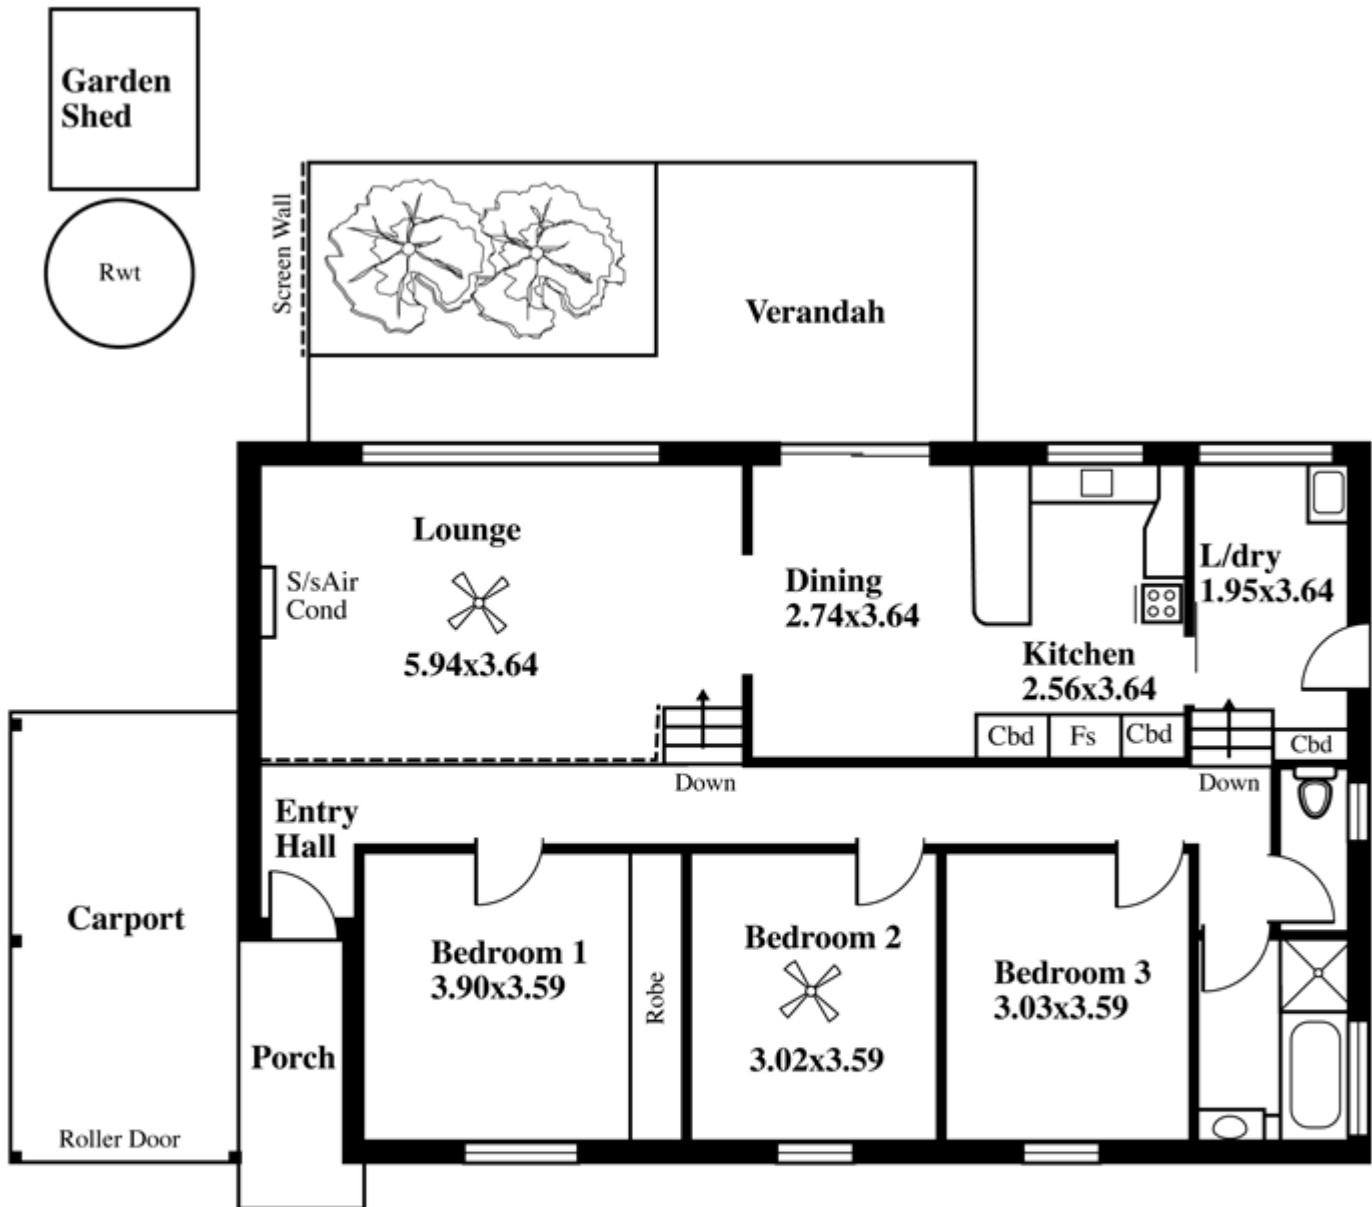 Garden
Shed
Rwt
Screen Wall
Verandah
Lounge
S/sAir
Cond
5.94x3.64
Dining
2.74x3.64
Kitchen
2.56x3.64
L/dry
1.95x3.64
Cbd
Fs
Cbd
Cbd
Down
Down
Entry
Hall
Carport
Roller Door
Porch
Bedroom 1
3.90x3.59
Robe
Bedroom 2
3.02x3.59
Bedroom 3
3.03x3.59